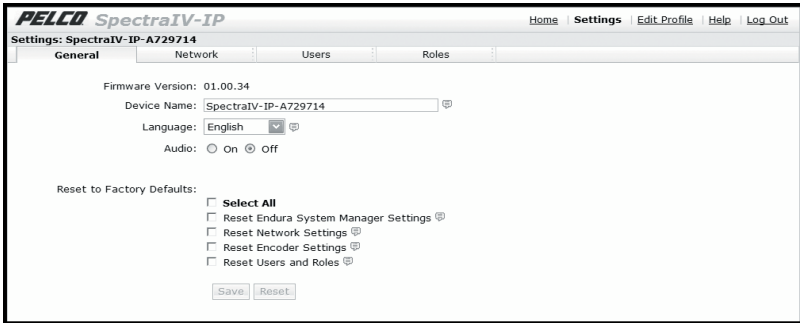 PELCO SpectraIV-IP
Home | Settings | Edit Profile | Help | Log Out
Settings: SpectraIV-IP-A729714
General Network Users Roles
Firmware Version: 01.00.34
Device Name: SpectraIV-IP-A729714
Language: English
Audio: On Off
Reset to Factory Defaults:
Select All
Reset Endura System Manager Settings
Reset Network Settings
Reset Encoder Settings
Reset Users and Roles
Save Reset